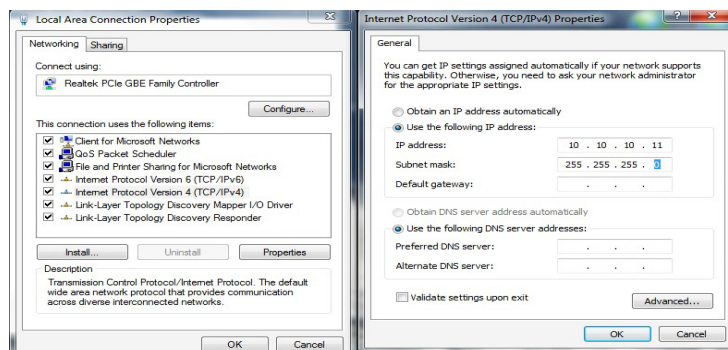 Local Area Connection Properties
Networking
Sharing
Connect using:
Realtek PCIe GBE Family Controller
Configure...
This connection uses the following items:
Client for Microsoft Networks
QoS Packet Scheduler
File and Printer Sharing for Microsoft Networks
Internet Protocol Version 6 (TCP/IPv6)
Internet Protocol Version 4 (TCP/IPv4)
Link-Layer Topology Discovery Mapper I/O Driver
Link-Layer Topology Discovery Responder
Install...
Uninstall
Properties
Description
Transmission Control Protocol/Internet Protocol. The default
wide area network protocol that provides communication
across diverse interconnected networks.
OK
Cancel
Internet Protocol Version 4 (TCP/IPv4) Properties
General
You can get IP settings assigned automatically if your network supports
this capability. Otherwise, you need to ask your network administrator
for the appropriate IP settings.
Obtain an IP address automatically
Use the following IP address:
IP address: 10 . 10 . 10 . 11
Subnet mask: 255 . 255 . 255 . 0
Default gateway: . . .
Obtain DNS server address automatically
Use the following DNS server addresses:
Preferred DNS server: . . .
Alternate DNS server: . . .
Validate settings upon exit
Advanced...
OK
Cancel